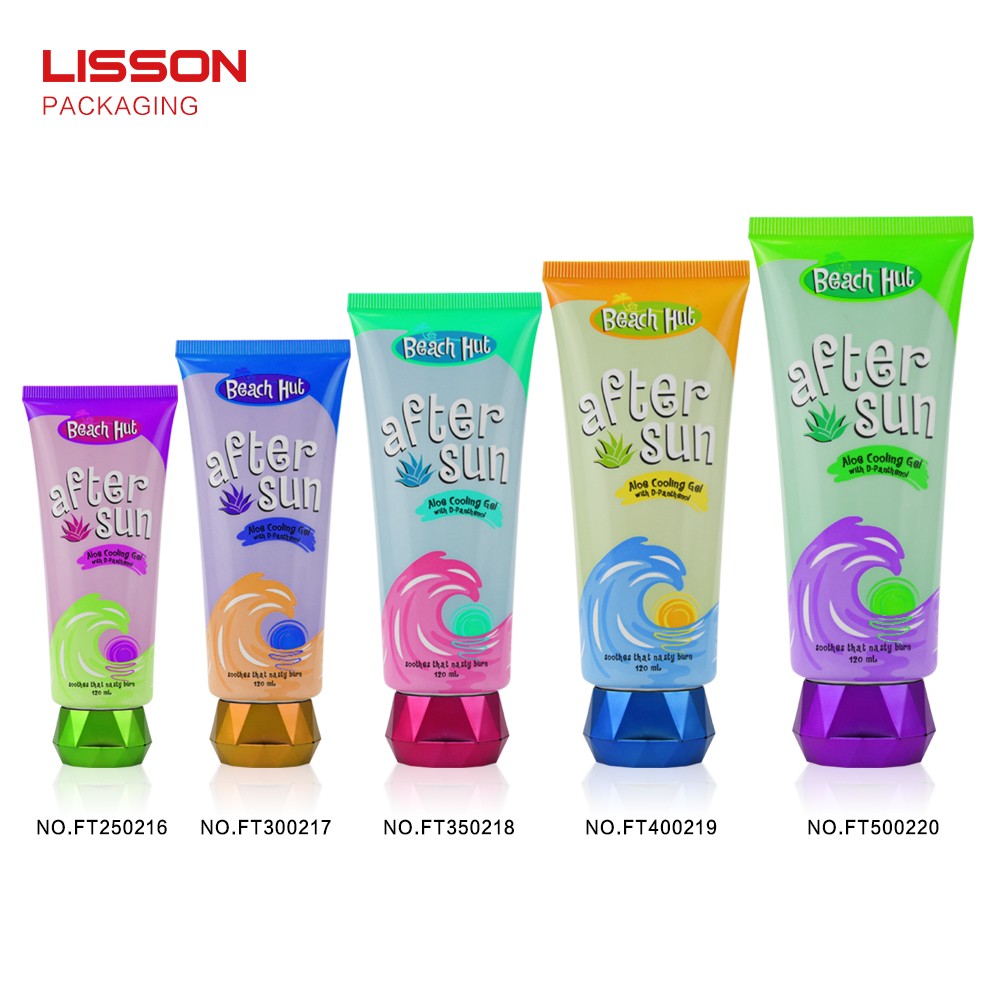 LISSON
PACKAGING
Beach Hut
after
sun
Aloe Cooling Gel
with D-Panthenol
soothes that nasty burn
120 mL
Beach Hut
after
sun
Aloe Cooling Gel
with D-Panthenol
soothes that nasty burn
120 mL
Beach Hut
after
sun
Aloe Cooling Gel
with D-Panthenol
soothes that nasty burn
120 mL
Beach Hut
after
sun
Aloe Cooling Gel
with D-Panthenol
soothes that nasty burn
120 mL
Beach Hut
after
sun
Aloe Cooling Gel
with D-Panthenol
soothes that nasty burn
120 mL
NO.FT250216 NO.FT300217 NO.FT350218 NO.FT400219 NO.FT500220